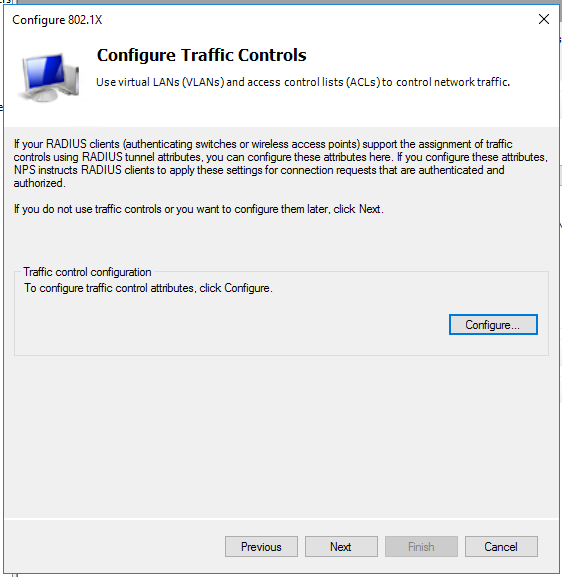 Configure 802.1X
Configure Traffic Controls
Use virtual LANs (VLANs) and access control lists (ACLs) to control network traffic.
If your RADIUS clients (authenticating switches or wireless access points) support the assignment of traffic
controls using RADIUS tunnel attributes, you can configure these attributes here. If you configure these attributes,
NPS instructs RADIUS clients to apply these settings for connection requests that are authenticated and
authorized.
If you do not use traffic controls or you want to configure them later, click Next.
Traffic control configuration
To configure traffic control attributes, click Configure.
Configure...
Previous
Next
Finish
Cancel